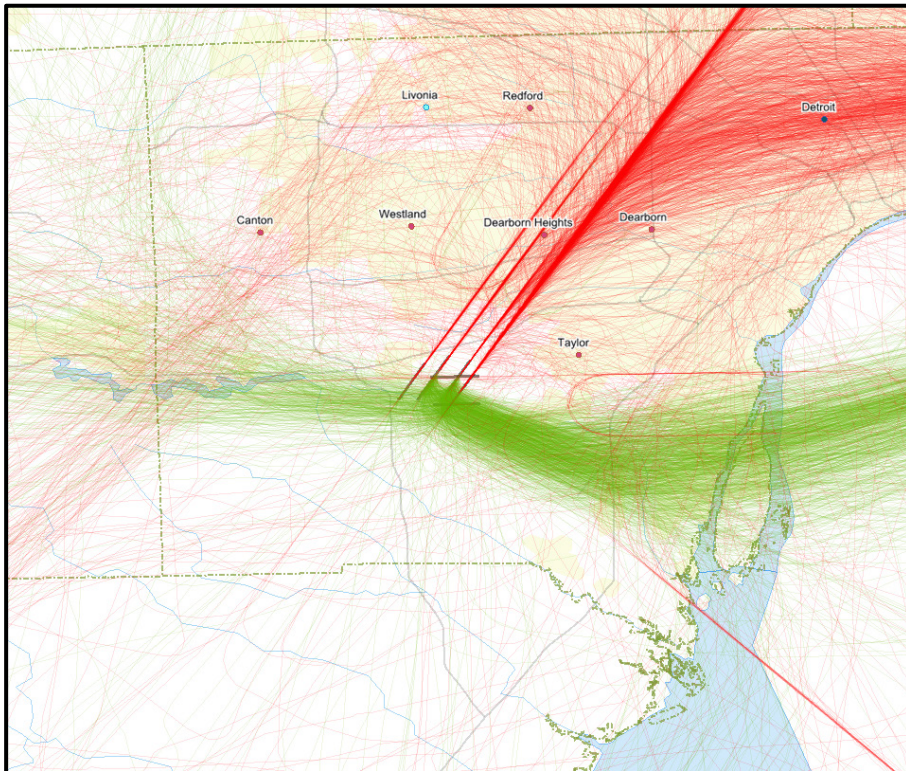 Livonia
Redford
Detroit
Canton
Westland
Dearborn Heights
Dearborn
Taylor